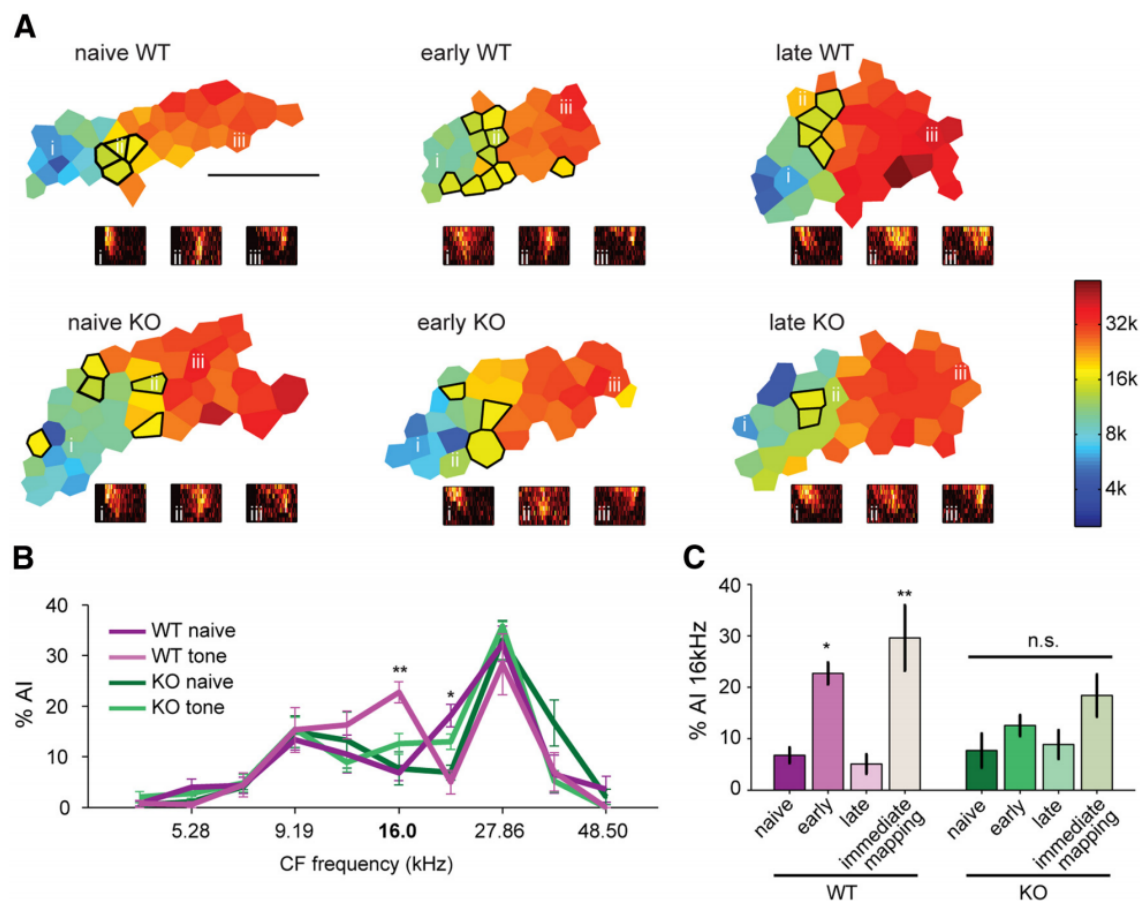 A
naive WT
early WT
late WT
i
ii
iii
i
ii
iii
i
ii
iii
i
ii
iii
i
ii
iii
i
ii
iii
naive KO
early KO
late KO
i
ii
iii
i
ii
iii
i
ii
iii
i
ii
iii
i
ii
iii
i
ii
iii
32k
16k
8k
4k
B
% AI
40
30
20
10
0
WT naive
WT tone
KO naive
KO tone
**
*
5.28
9.19
16.0
27.86
48.50
CF frequency (kHz)
C
% AI 16kHz
40
30
20
10
0
*
**
n.s.
naive
early
late
immediate
mapping
naive
early
late
immediate
mapping
WT
KO